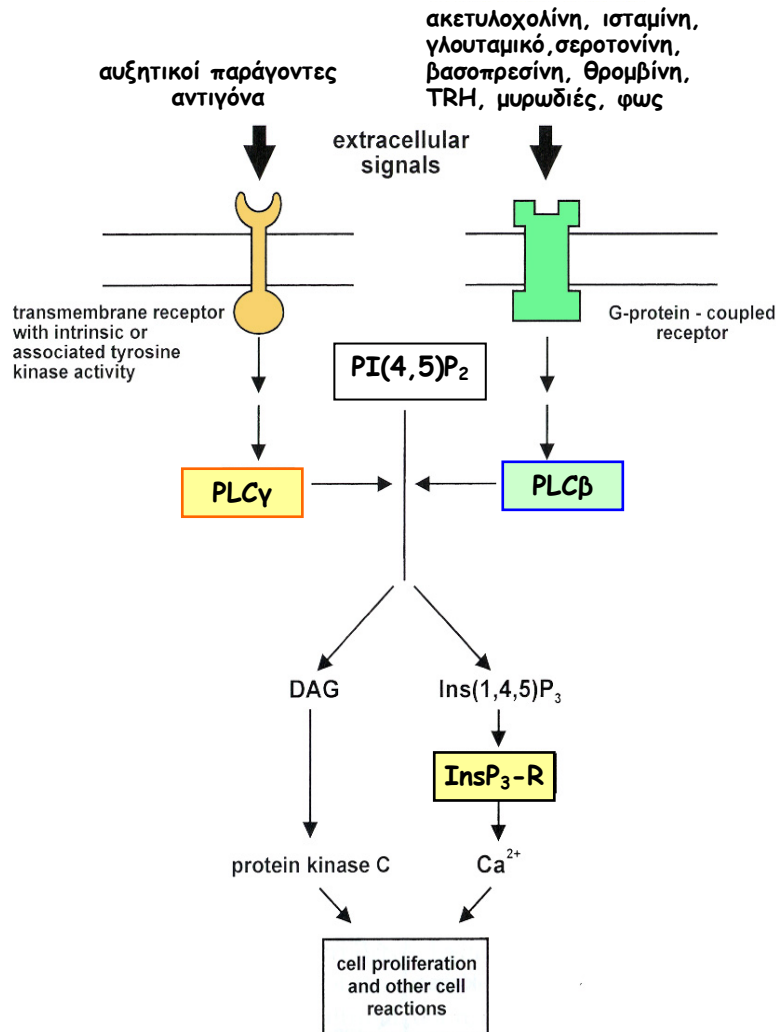 αυξητικοί παράγοντες
αντιγόνα
ακετυλοχολίνη, ισταμίνη,
γλουταμικό,σεροτονίνη,
βασοπρεσίνη, θρομβίνη,
TRH, μυρωδιές, φως
extracellular
signals
transmembrane receptor
with intrinsic or
associated tyrosine
kinase activity
G-protein - coupled
receptor
PI(4,5)P₂
PLCγ
PLCβ
DAG
Ins(1,4,5)P₃
InsP₃-R
protein kinase C
Ca²⁺
cell proliferation
and other cell
reactions